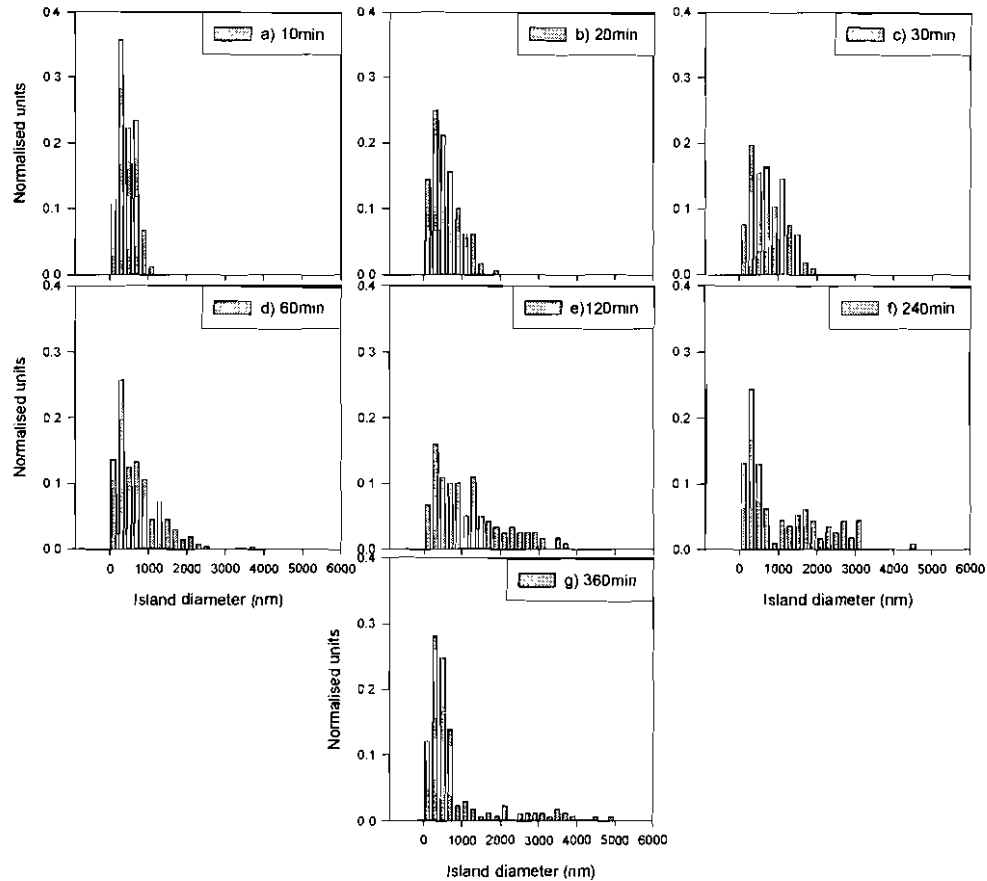 0.4
0.3
0.2
0.1
0.0
Normalised units
a) 10min
0.4
0.3
0.2
0.1
0.0
b) 20min
0.4
0.3
0.2
0.1
0.0
c) 30min
0.4
0.3
0.2
0.1
0.0
Normalised units
d) 60min
0 1000 2000 3000 4000 5000 6000
Island diameter (nm)
0.4
0.3
0.2
0.1
0.0
e)120min
0.4
0.3
0.2
0.1
0.0
f) 240min
0 1000 2000 3000 4000 5000 6000
Island diameter (nm)
0.4
0.3
0.2
0.1
0.0
Normalised units
g) 360min
0 1000 2000 3000 4000 5000 6000
Island diameter (nm)